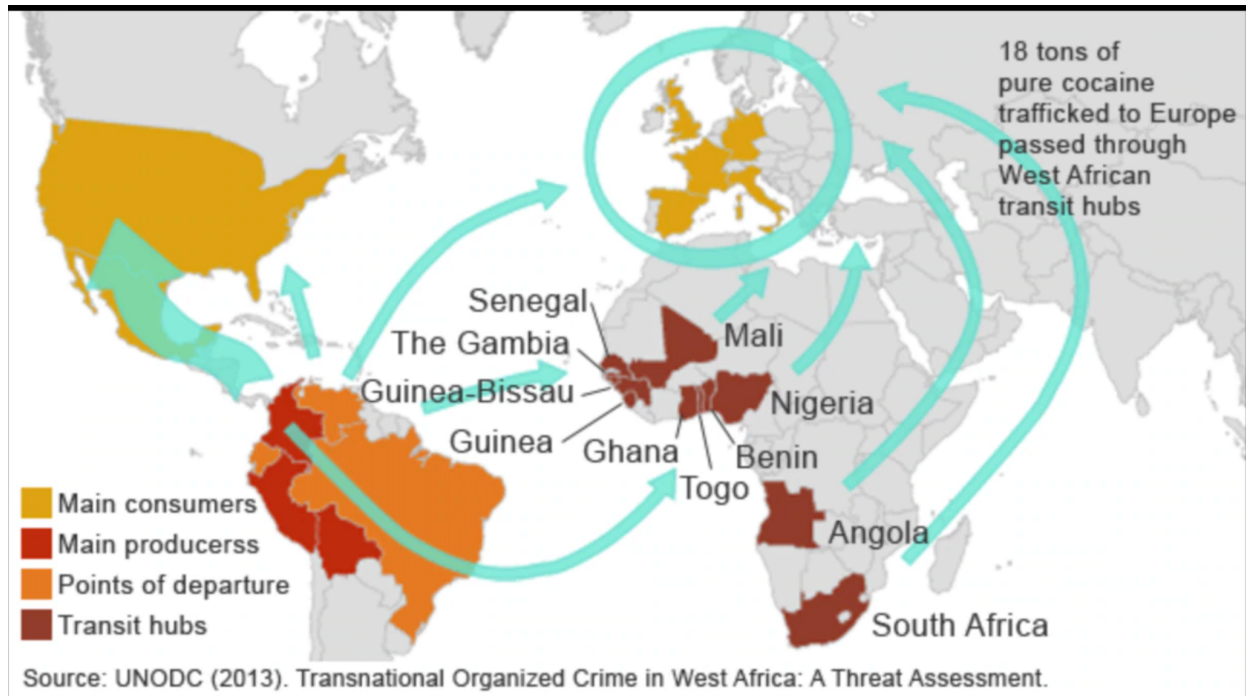 18 tons of
pure cocaine
trafficked to Europe
passed through
West African
transit hubs
Senegal
The Gambia
Guinea-Bissau
Guinea
Mali
Nigeria
Ghana
Benin
Togo
Angola
South Africa
Main consumers
Main producerss
Points of departure
Transit hubs
Source: UNODC (2013). Transnational Organized Crime in West Africa: A Threat Assessment.